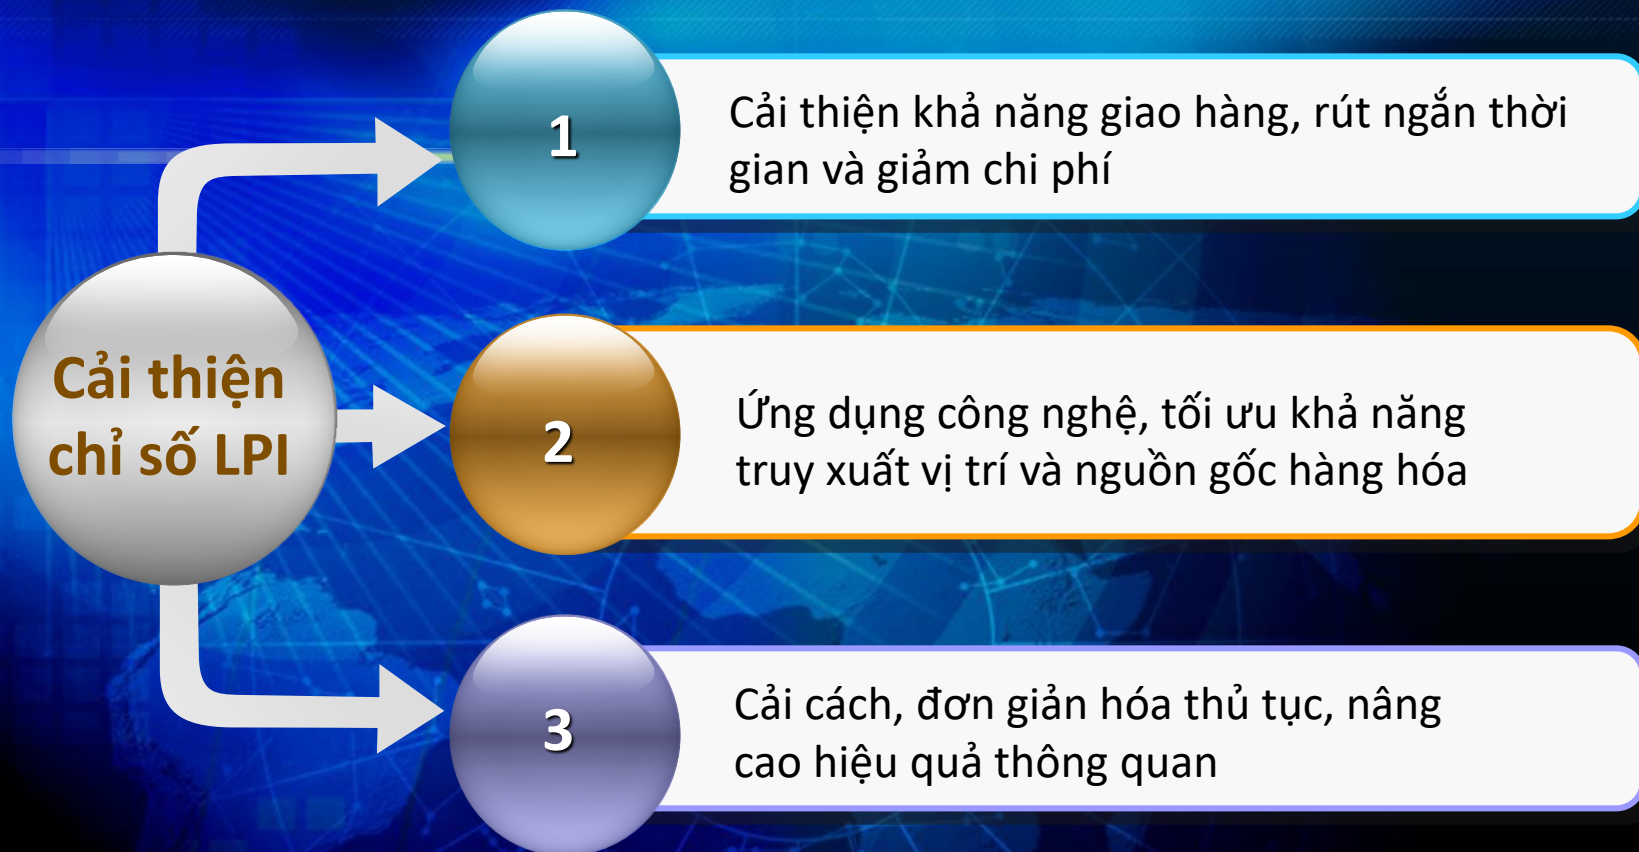 Cải thiện
chỉ số LPI
1
Cải thiện khả năng giao hàng, rút ngắn thời
gian và giảm chi phí
2
Ứng dụng công nghệ, tối ưu khả năng
truy xuất vị trí và nguồn gốc hàng hóa
3
Cải cách, đơn giản hóa thủ tục, nâng
cao hiệu quả thông quan